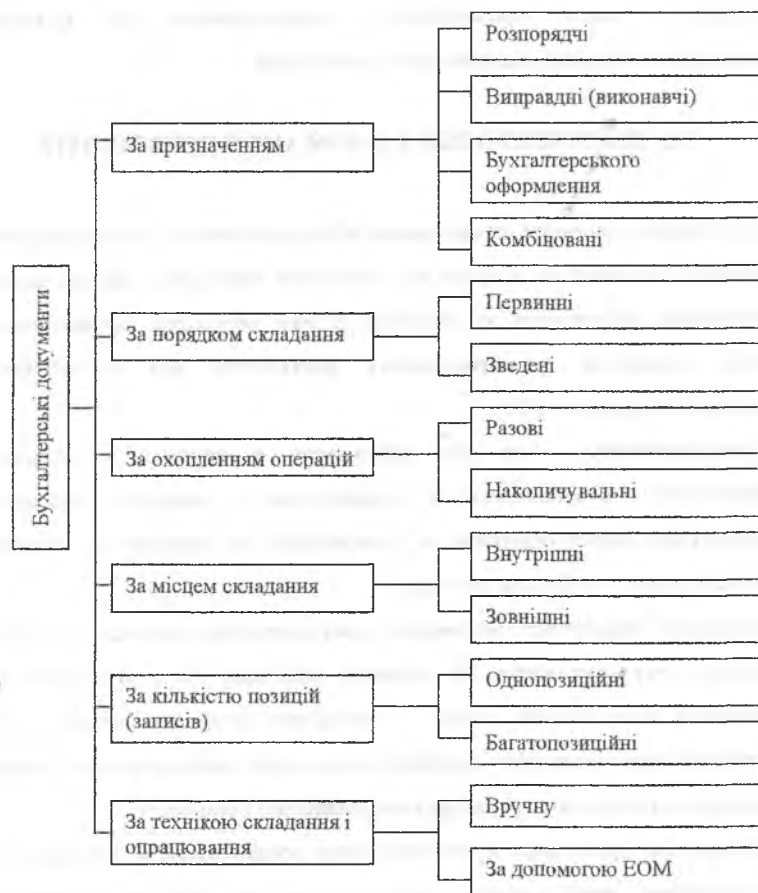 Бухгалтерські документи
За призначенням
Розпорядчі
Виправдні (виконавчі)
Бухгалтерського
оформлення
Комбіновані
За порядком складання
Первинні
Зведені
За охопленням операцій
Разові
Накопичувальні
За місцем складання
Внутрішні
Зовнішні
За кількістю позицій
(записів)
Однопозиційні
Багатопозиційні
За технікою складання і
опрацювання
Вручну
За допомогою ЕОМ